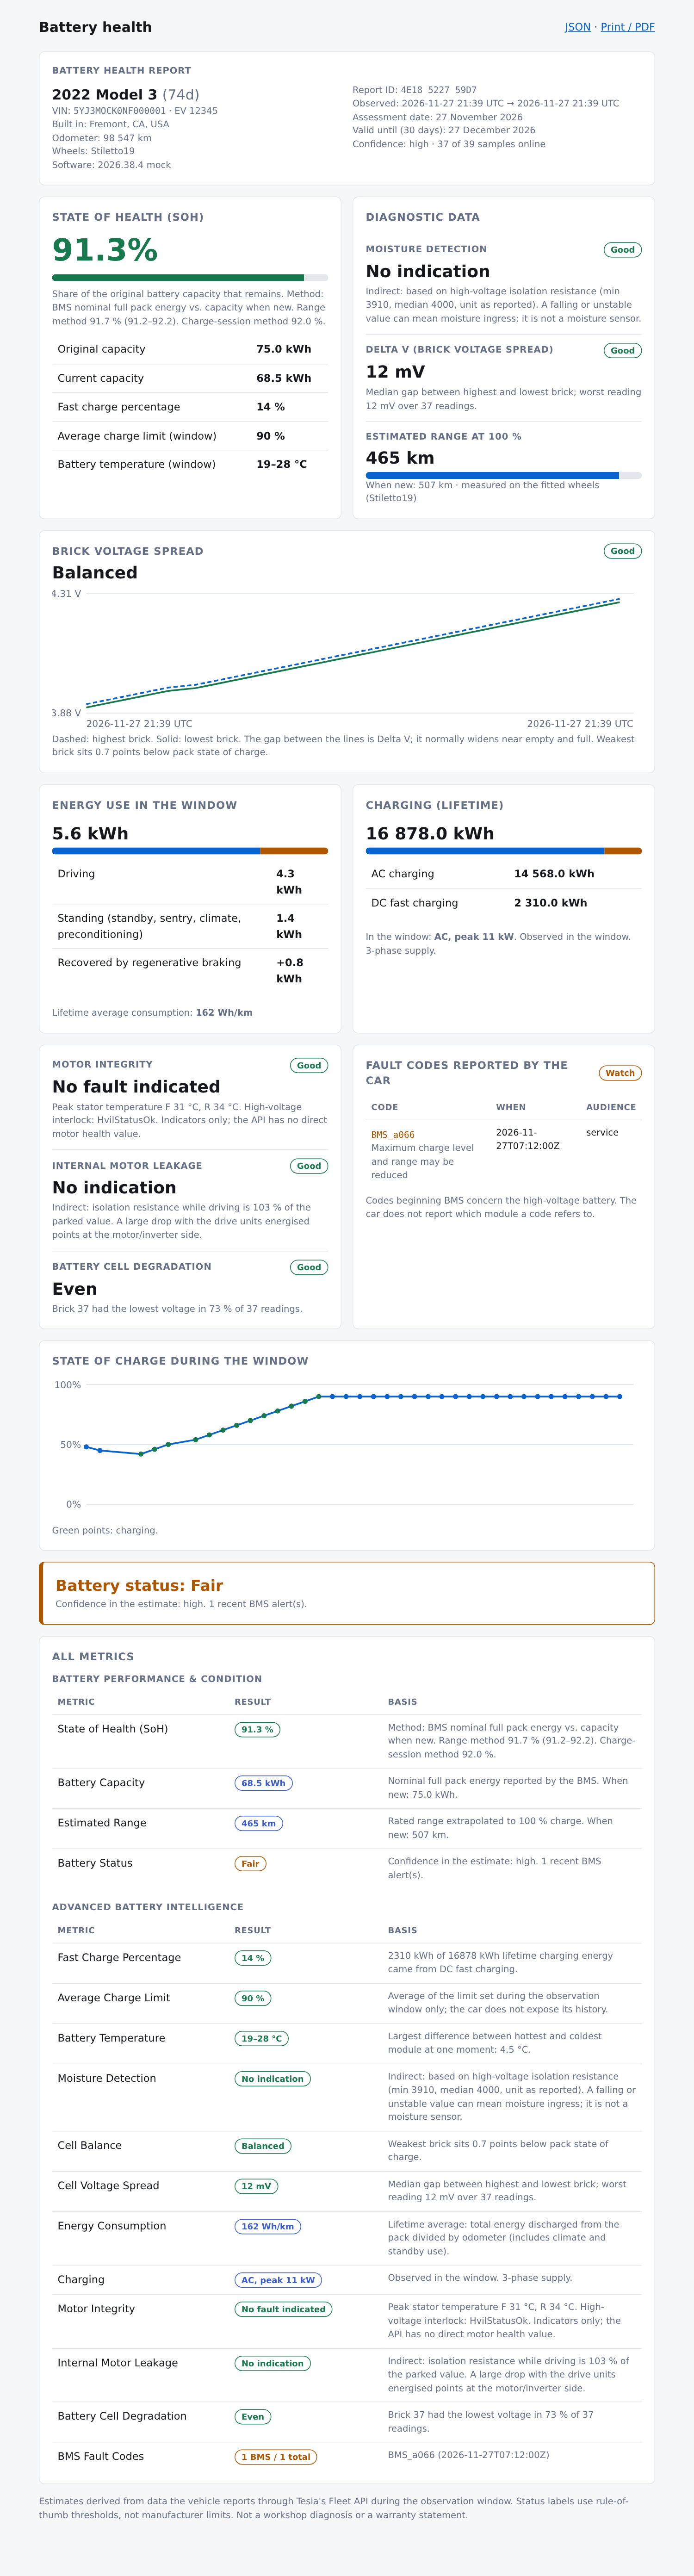 Battery health
JSON · Print / PDF
BATTERY HEALTH REPORT
2022 Model 3 (74d)
VIN: 5YJ3MOCK0NF000001 · EV 12345
Built in: Fremont, CA, USA
Odometer: 98 547 km
Wheels: Stiletto19
Software: 2026.38.4 mock
Report ID: 4E18 5227 59D7
Observed: 2026-11-27 21:39 UTC → 2026-11-27 21:39 UTC
Assessment date: 27 November 2026
Valid until (30 days): 27 December 2026
Confidence: high · 37 of 39 samples online
STATE OF HEALTH (SOH)
91.3%
Share of the original battery capacity that remains. Method:
BMS nominal full pack energy vs. capacity when new. Range
method 91.7 % (91.2–92.2). Charge-session method 92.0 %.
Original capacity 75.0 kWh
Current capacity 68.5 kWh
Fast charge percentage 14 %
Average charge limit (window) 90 %
Battery temperature (window) 19–28 °C
DIAGNOSTIC DATA
MOISTURE DETECTION Good
No indication
Indirect: based on high-voltage isolation resistance (min
3910, median 4000, unit as reported). A falling or unstable
value can mean moisture ingress; it is not a moisture sensor.
DELTA V (BRICK VOLTAGE SPREAD) Good
12 mV
Median gap between highest and lowest brick; worst reading
12 mV over 37 readings.
ESTIMATED RANGE AT 100 %
465 km
When new: 507 km · measured on the fitted wheels
(Stiletto19)
BRICK VOLTAGE SPREAD Good
Balanced
4.31 V
3.88 V
2026-11-27 21:39 UTC 2026-11-27 21:39 UTC
Dashed: highest brick. Solid: lowest brick. The gap between the lines is Delta V; it normally widens near empty and full. Weakest
brick sits 0.7 points below pack state of charge.
ENERGY USE IN THE WINDOW
5.6 kWh
Driving 4.3
kWh
Standing (standby, sentry, climate, 1.4
preconditioning) kWh
Recovered by regenerative braking +0.8
kWh
Lifetime average consumption: 162 Wh/km
CHARGING (LIFETIME)
16 878.0 kWh
AC charging 14 568.0 kWh
DC fast charging 2 310.0 kWh
In the window: AC, peak 11 kW. Observed in the window.
3-phase supply.
MOTOR INTEGRITY Good
No fault indicated
Peak stator temperature F 31 °C, R 34 °C. High-voltage
interlock: HvilStatusOk. Indicators only; the API has no direct
motor health value.
INTERNAL MOTOR LEAKAGE Good
No indication
Indirect: isolation resistance while driving is 103 % of the
parked value. A large drop with the drive units energised
points at the motor/inverter side.
BATTERY CELL DEGRADATION Good
Even
Brick 37 had the lowest voltage in 73 % of 37 readings.
FAULT CODES REPORTED BY THE
CAR
Watch
CODE WHEN AUDIENCE
BMS_a066 2026-11- service
Maximum charge level 27T07:12:00Z
and range may be
reduced
Codes beginning BMS concern the high-voltage battery. The
car does not report which module a code refers to.
STATE OF CHARGE DURING THE WINDOW
100%
50%
0%
Green points: charging.
Battery status: Fair
Confidence in the estimate: high. 1 recent BMS alert(s).
ALL METRICS
BATTERY PERFORMANCE & CONDITION
METRIC RESULT BASIS
State of Health (SoH) 91.3 % Method: BMS nominal full pack energy vs. capacity
when new. Range method 91.7 % (91.2–92.2). Charge-
session method 92.0 %.
Battery Capacity 68.5 kWh Nominal full pack energy reported by the BMS. When
new: 75.0 kWh.
Estimated Range 465 km Rated range extrapolated to 100 % charge. When
new: 507 km.
Battery Status Fair Confidence in the estimate: high. 1 recent BMS
alert(s).
ADVANCED BATTERY INTELLIGENCE
METRIC RESULT BASIS
Fast Charge Percentage 14 % 2310 kWh of 16878 kWh lifetime charging energy
came from DC fast charging.
Average Charge Limit 90 % Average of the limit set during the observation
window only; the car does not expose its history.
Battery Temperature 19–28 °C Largest difference between hottest and coldest
module at one moment: 4.5 °C.
Moisture Detection No indication Indirect: based on high-voltage isolation resistance
(min 3910, median 4000, unit as reported). A falling or
unstable value can mean moisture ingress; it is not a
moisture sensor.
Cell Balance Balanced Weakest brick sits 0.7 points below pack state of
charge.
Cell Voltage Spread 12 mV Median gap between highest and lowest brick; worst
reading 12 mV over 37 readings.
Energy Consumption 162 Wh/km Lifetime average: total energy discharged from the
pack divided by odometer (includes climate and
standby use).
Charging AC, peak 11 kW Observed in the window. 3-phase supply.
Motor Integrity No fault indicated Peak stator temperature F 31 °C, R 34 °C. High-
voltage interlock: HvilStatusOk. Indicators only; the
API has no direct motor health value.
Internal Motor Leakage No indication Indirect: isolation resistance while driving is 103 % of
the parked value. A large drop with the drive units
energised points at the motor/inverter side.
Battery Cell Degradation Even Brick 37 had the lowest voltage in 73 % of 37
readings.
BMS Fault Codes 1 BMS / 1 total BMS_a066 (2026-11-27T07:12:00Z)
Estimates derived from data the vehicle reports through Tesla's Fleet API during the observation window. Status labels use rule-of-
thumb thresholds, not manufacturer limits. Not a workshop diagnosis or a warranty statement.